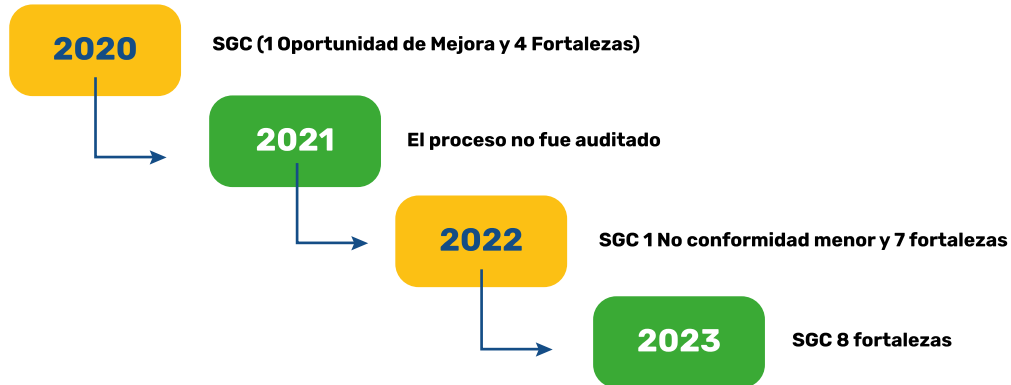 2020
SGC (1 Oportunidad de Mejora y 4 Fortalezas)
2021
El proceso no fue auditado
2022
SGC 1 No conformidad menor y 7 fortalezas
2023
SGC 8 fortalezas